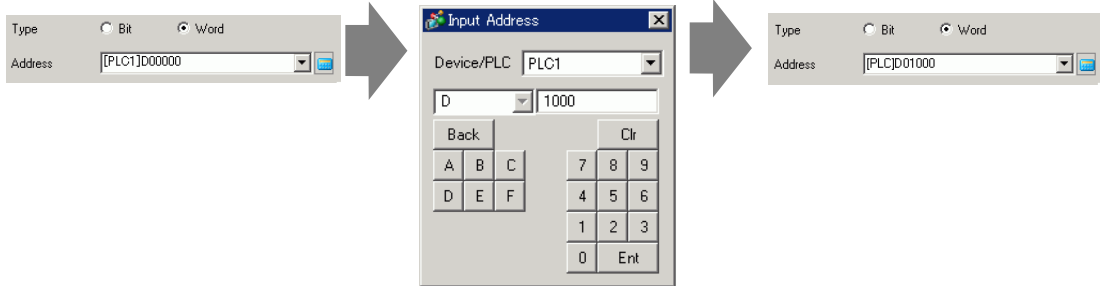 Type Bit Word
Address [PLC1]D00000
Input Address
Device/PLC PLC1
D 1000
Back Clr
A B C 7 8 9
D E F 4 5 6
1 2 3
0 Ent
Type Bit Word
Address [PLC]D01000